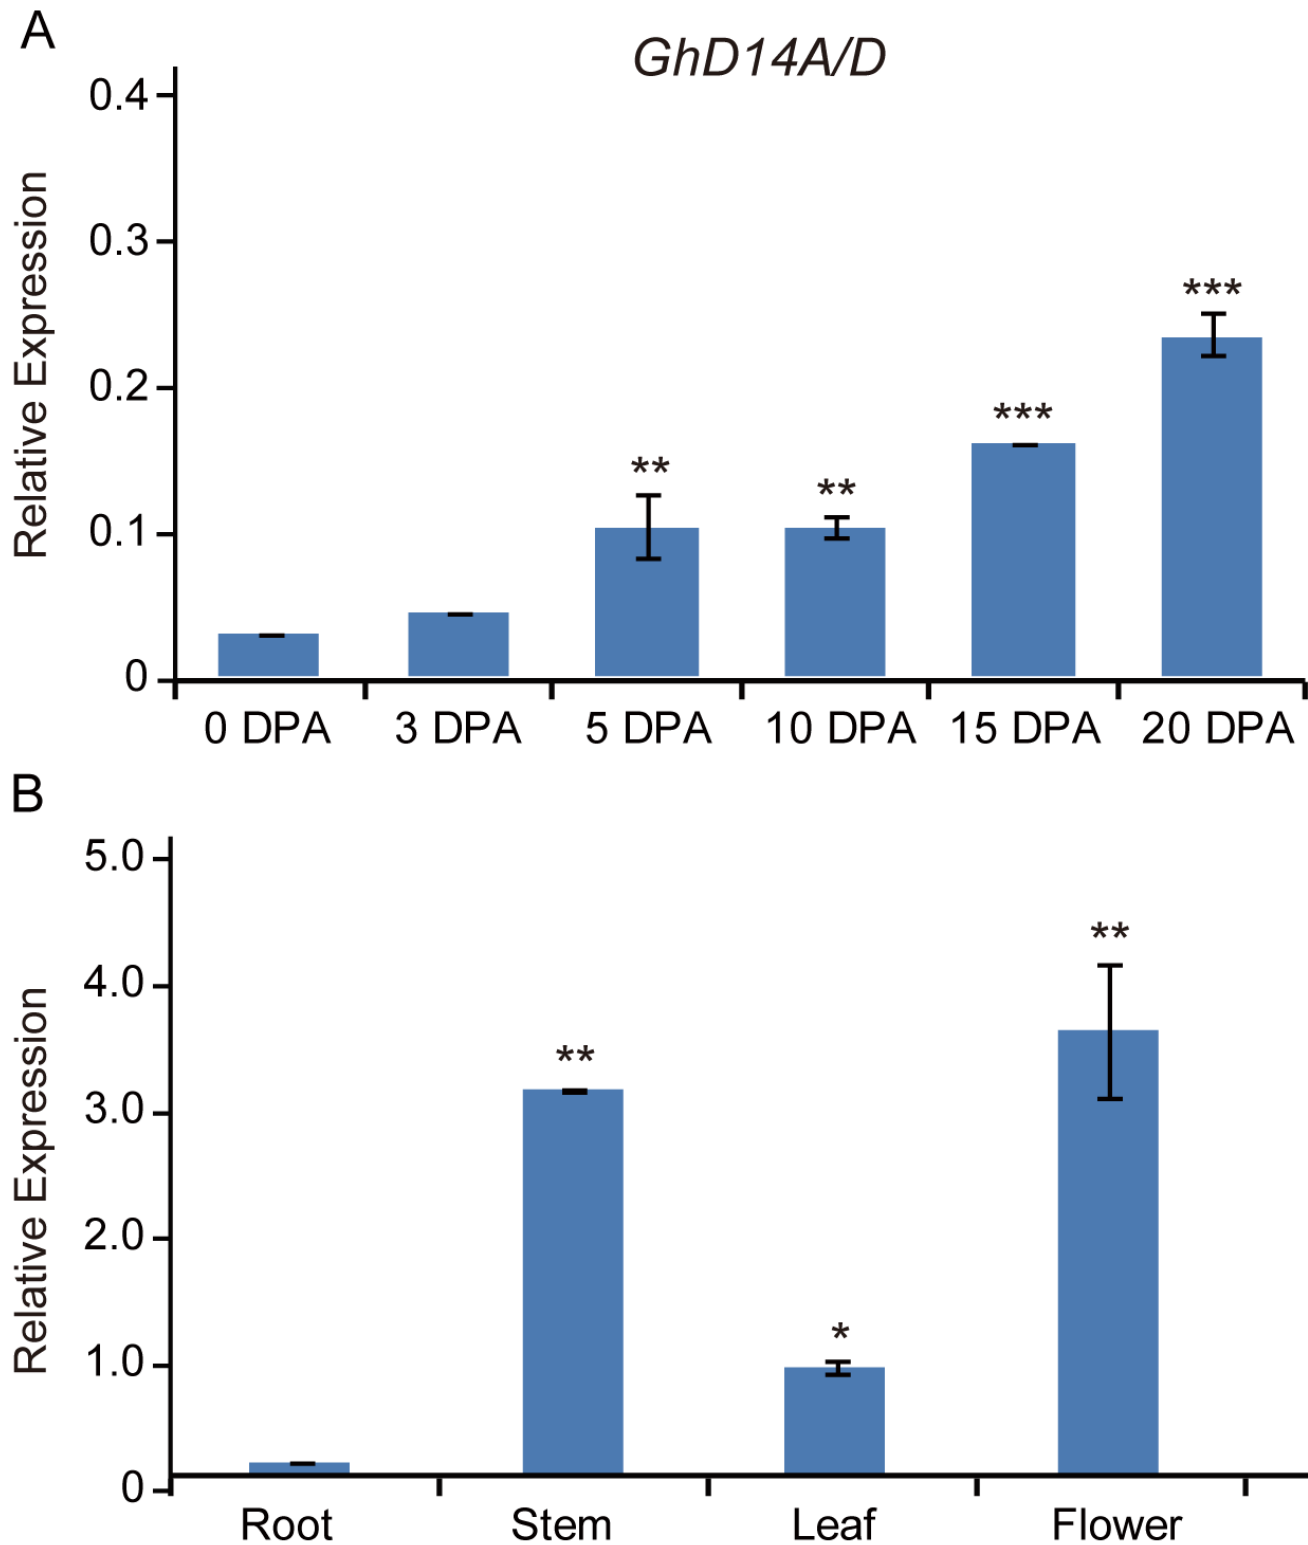 A
GhD14A/D
Relative Expression
0.4
0.3
0.2
0.1
0
**
**
***
***
0 DPA 3 DPA 5 DPA 10 DPA 15 DPA 20 DPA
B
Relative Expression
5.0
4.0
3.0
2.0
1.0
0
**
*
**
Root Stem Leaf Flower